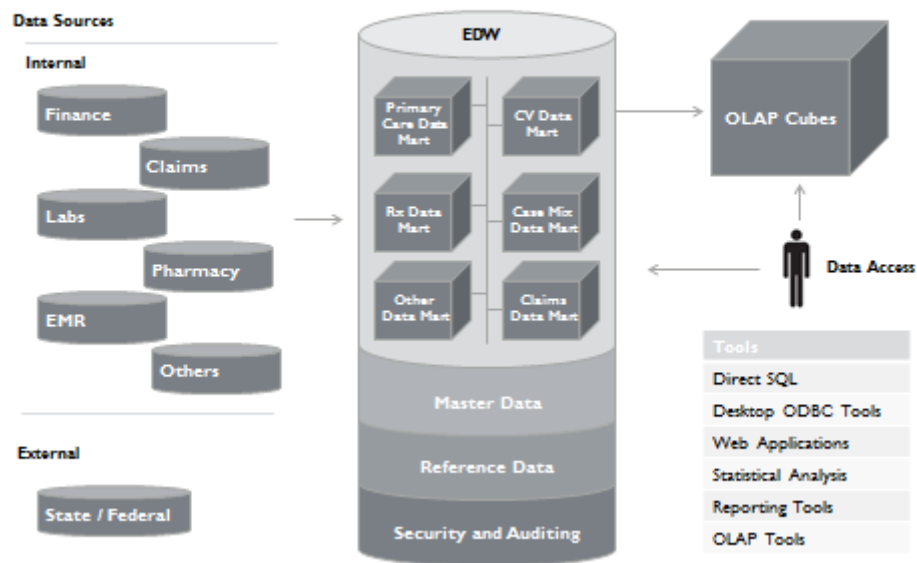 Data Sources
Internal
Finance
Claims
Labs
Pharmacy
EMR
Others
External
State / Federal
EDW
Primary
Care Data
Mart
CV Data
Mart
Rx Data
Mart
Case Mix
Data Mart
Other
Data Mart
Claims
Data Mart
Master Data
Reference Data
Security and Auditing
OLAP Cubes
Data Access
Tools
Direct SQL
Desktop ODBC Tools
Web Applications
Statistical Analysis
Reporting Tools
OLAP Tools